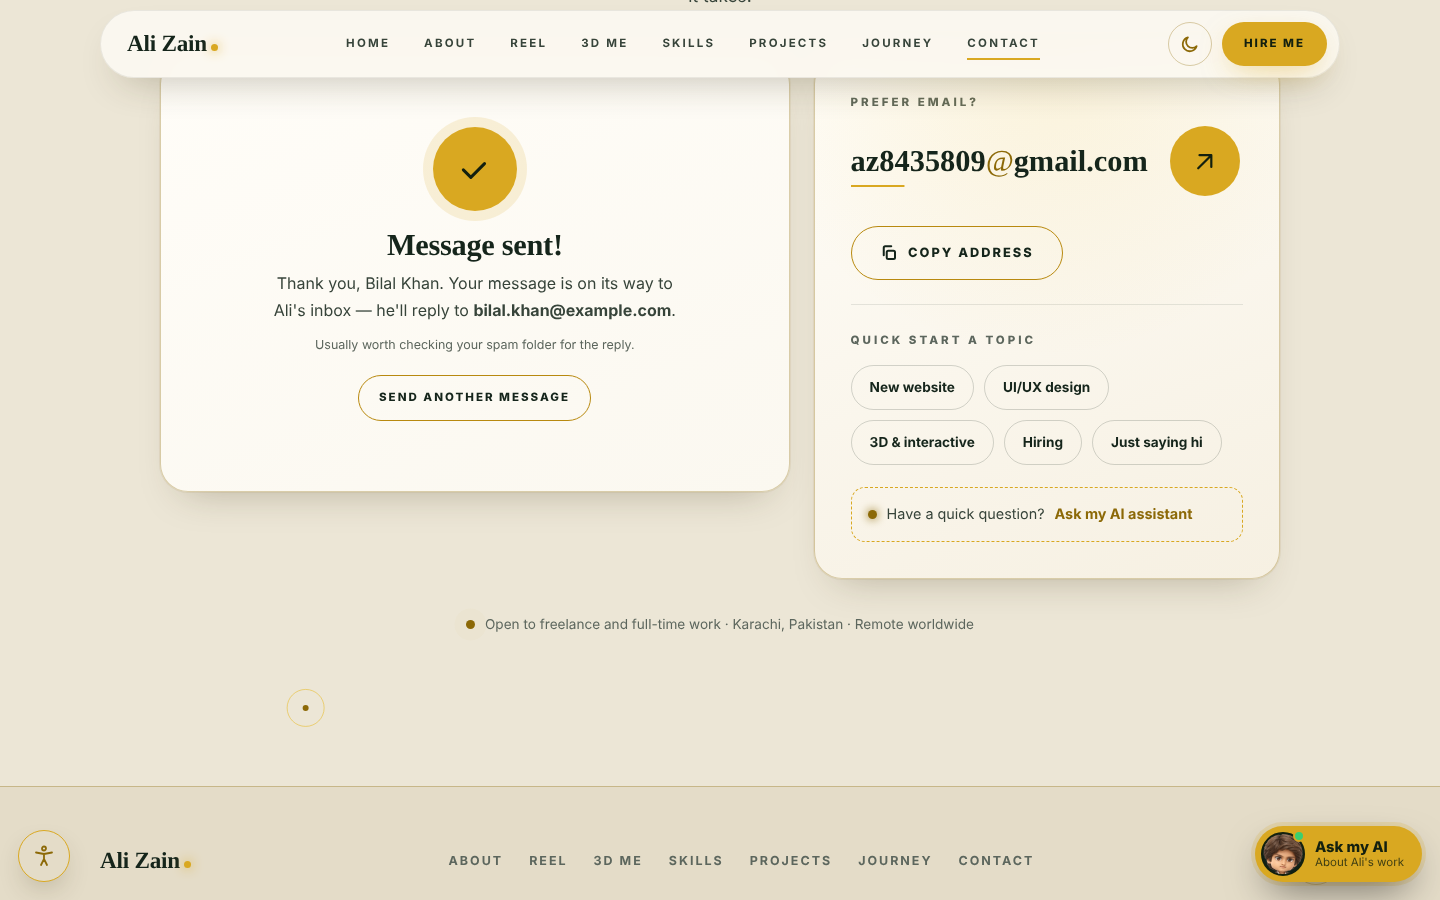 it takes.
Ali Zain
HOME ABOUT REEL 3D ME SKILLS PROJECTS JOURNEY CONTACT
HIRE ME
Message sent!
Thank you, Bilal Khan. Your message is on its way to
Ali's inbox — he'll reply to bilal.khan@example.com.
Usually worth checking your spam folder for the reply.
SEND ANOTHER MESSAGE
PREFER EMAIL?
az8435809@gmail.com
COPY ADDRESS
QUICK START A TOPIC
New website UI/UX design
3D & interactive Hiring Just saying hi
Have a quick question? Ask my AI assistant
Open to freelance and full-time work · Karachi, Pakistan · Remote worldwide
Ali Zain
ABOUT REEL 3D ME SKILLS PROJECTS JOURNEY CONTACT
Ask my AI
About Ali's work